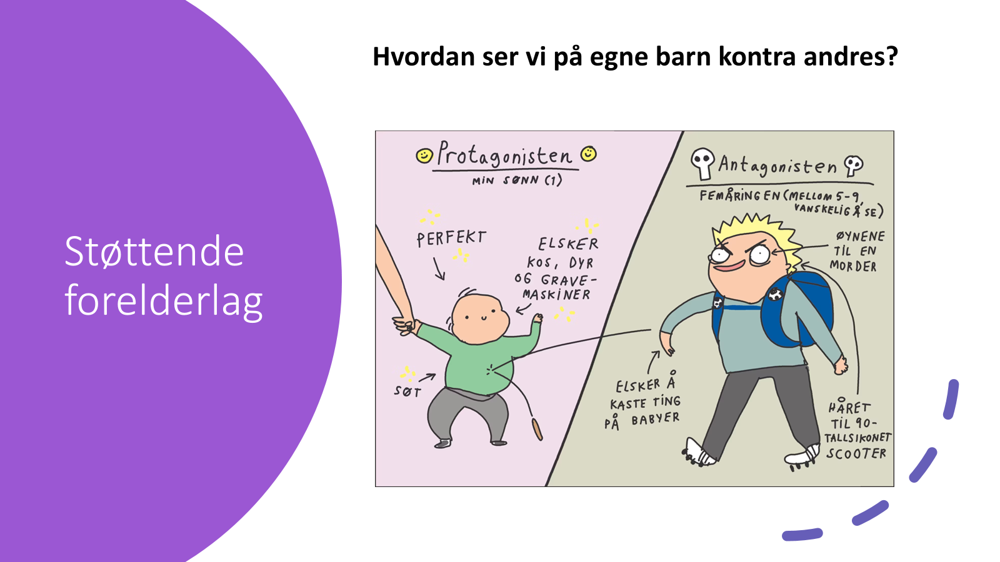 Hvordan ser vi på egne barn kontra andres?
Støttende
forelderlag
Protagonisten
MIN SØNN (1)
PERFEKT
ELSKER
KOS, DYR
OG GRAVE-
MASKINER
SØT
Antagonisten
FEMÅRINGEN (MELLOM 5-9,
VANSKELIG Å SE)
ØYNENE
TIL EN
MORDER
ELSKER Å
KASTE TING
PÅ BABYER
HÅRET
TIL 90-
TALLSIKONET
SCOOTER